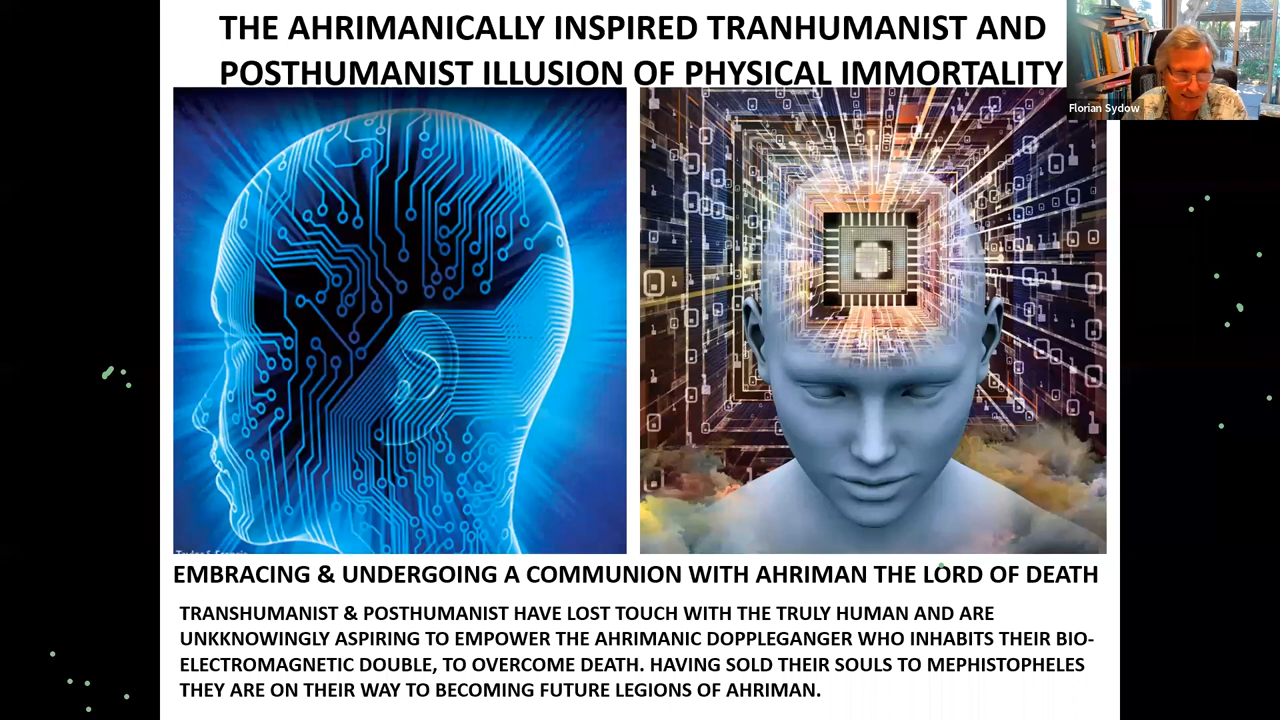 THE AHRIMANICALLY INSPIRED TRANHUMANIST AND
POSTHUMANIST ILLUSION OF PHYSICAL IMMORTALITY
Florian Sydow
EMBRACING & UNDERGOING A COMMUNION WITH AHRIMAN THE LORD OF DEATH
TRANSHUMANIST & POSTHUMANIST HAVE LOST TOUCH WITH THE TRULY HUMAN AND ARE
UNKKNOWINGLY ASPIRING TO EMPOWER THE AHRIMANIC DOPPLEGANGER WHO INHABITS THEIR BIO-
ELECTROMAGNETIC DOUBLE, TO OVERCOME DEATH. HAVING SOLD THEIR SOULS TO MEPHISTOPHELES
THEY ARE ON THEIR WAY TO BECOMING FUTURE LEGIONS OF AHRIMAN.